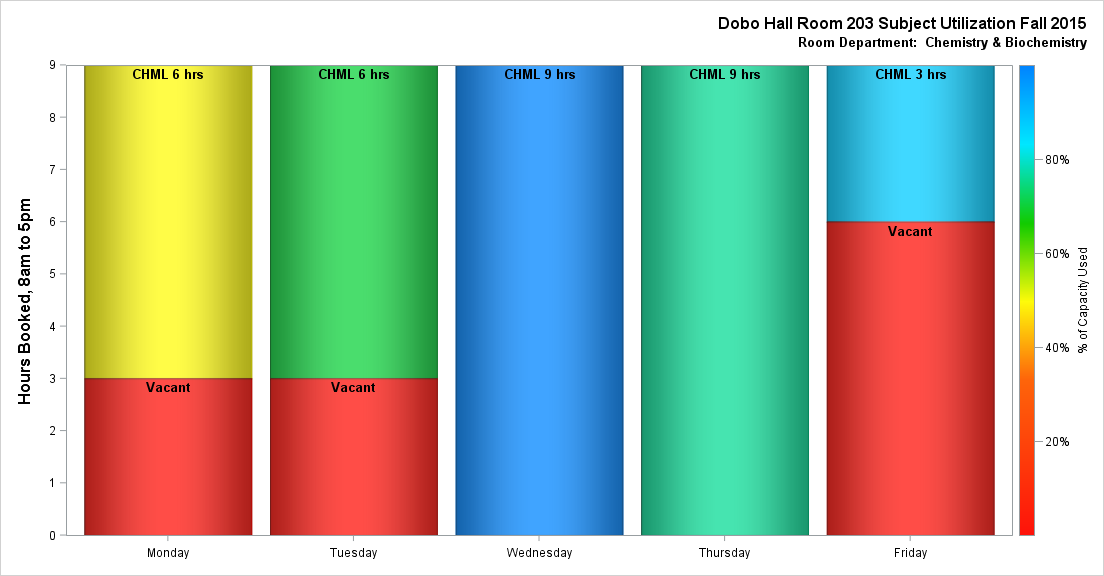 Dobo Hall Room 203 Subject Utilization Fall 2015
Room Department:  Chemistry & Biochemistry
Hours Booked, 8am to 5pm
9
8
7
6
5
4
3
2
1
0
CHML 6 hrs
Vacant
CHML 6 hrs
Vacant
CHML 9 hrs
CHML 9 hrs
CHML 3 hrs
Vacant
Monday
Tuesday
Wednesday
Thursday
Friday
80%
60%
40%
20%
% of Capacity Used